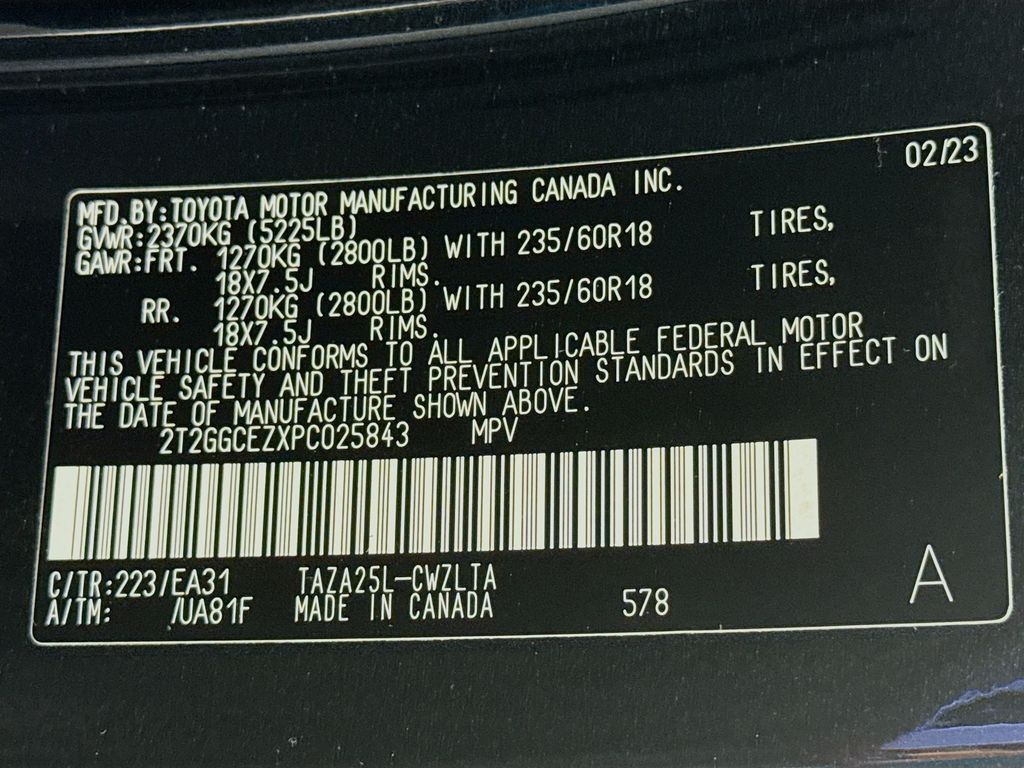 02/23
MFD.BY:TOYOTA MOTOR MANUFACTURING CANADA INC.
GVWR:2370KG (5225LB)
GAWR:FRT. 1270KG (2800LB) WITH 235/60R18 TIRES,
18X7.5J RIMS.
RR. 1270KG (2800LB) WITH 235/60R18 TIRES,
18X7.5J RIMS.
THIS VEHICLE CONFORMS TO ALL APPLICABLE FEDERAL MOTOR
VEHICLE SAFETY AND THEFT PREVENTION STANDARDS IN EFFECT ON
THE DATE OF MANUFACTURE SHOWN ABOVE.
2T2GGCEZXPC025843 MPV
C/TR:223/EA31 TAZA25L-CWZLTA
A/TM: /UA81F MADE IN CANADA 578 A